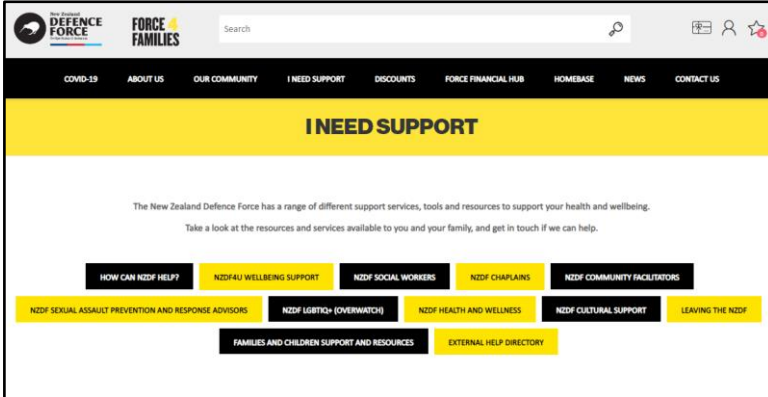 New Zealand
DEFENCE
FORCE
FORCE 4
FAMILIES
Search
COVID-19 ABOUT US OUR COMMUNITY I NEED SUPPORT DISCOUNTS FORCE FINANCIAL HUB HOMEBASE NEWS CONTACT US
I NEED SUPPORT
The New Zealand Defence Force has a range of different support services, tools and resources to support your health and wellbeing.
Take a look at the resources and services available to you and your family, and get in touch if we can help.
HOW CAN NZDF HELP? NZDF4U WELLBEING SUPPORT NZDF SOCIAL WORKERS NZDF CHAPLAINS NZDF COMMUNITY FACILITATORS
NZDF SEXUAL ASSAULT PREVENTION AND RESPONSE ADVISORS NZDF LGBTIQ+ (OVERWATCH) NZDF HEALTH AND WELLNESS NZDF CULTURAL SUPPORT LEAVING THE NZDF
FAMILIES AND CHILDREN SUPPORT AND RESOURCES EXTERNAL HELP DIRECTORY